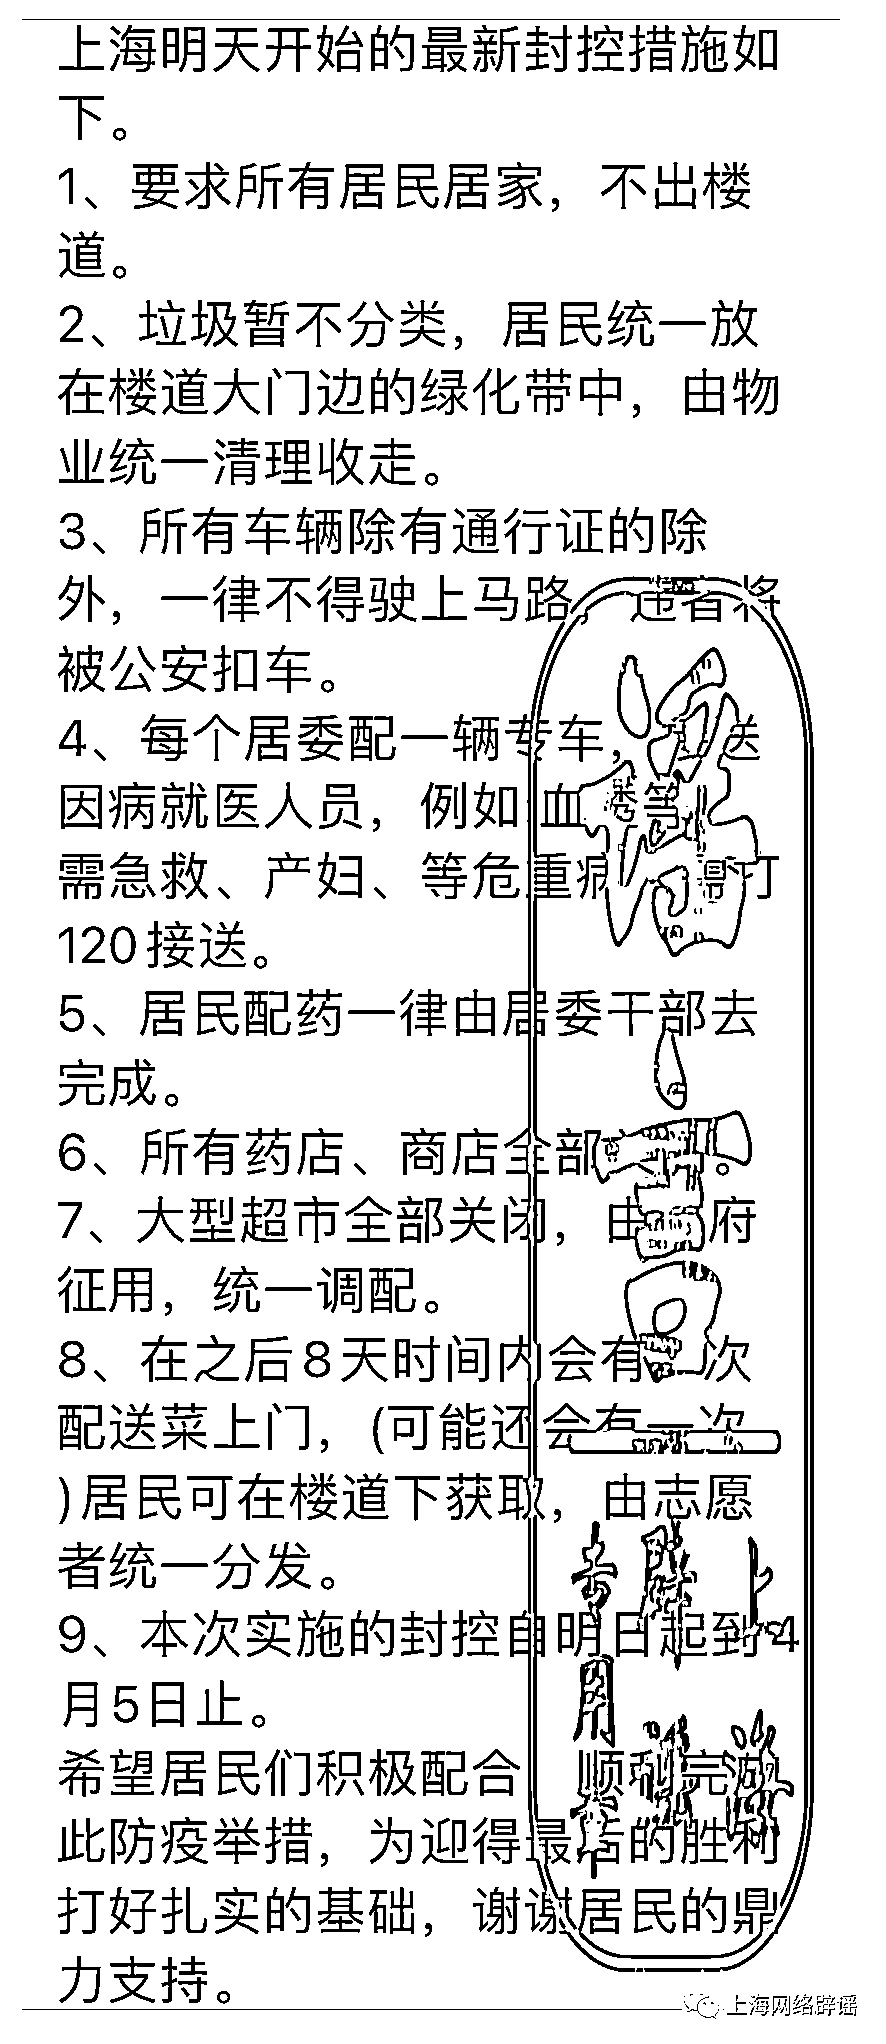 上海明天开始的最新封控措施如
下。
1、要求所有居民居家，不出楼
道。
2、垃圾暂不分类，居民统一放
在楼道大门边的绿化带中，由物
业统一清理收走。
3、所有车辆除有通行证的除
外，一律不得驶上马路，违者将
被公安扣车。
4、每个居委配一辆专车，送
因病就医人员，例如血透等
需急救、产妇、等危重病得打
120接送。
5、居民配药一律由居委干部去
完成。
6、所有药店、商店全部。
7、大型超市全部关闭，由府
征用，统一调配。
8、在之后8天时间内会有次
配送菜上门，(可能还会有一次
)居民可在楼道下获取，由志愿
者统一分发。
9、本次实施的封控自明日起到4
月5日止。
希望居民们积极配合顺利完
此防疫举措，为迎得最后的胜利
打好扎实的基础，谢谢居民的鼎
力支持。
谣言
上海辟谣专用章
上海网络辟谣